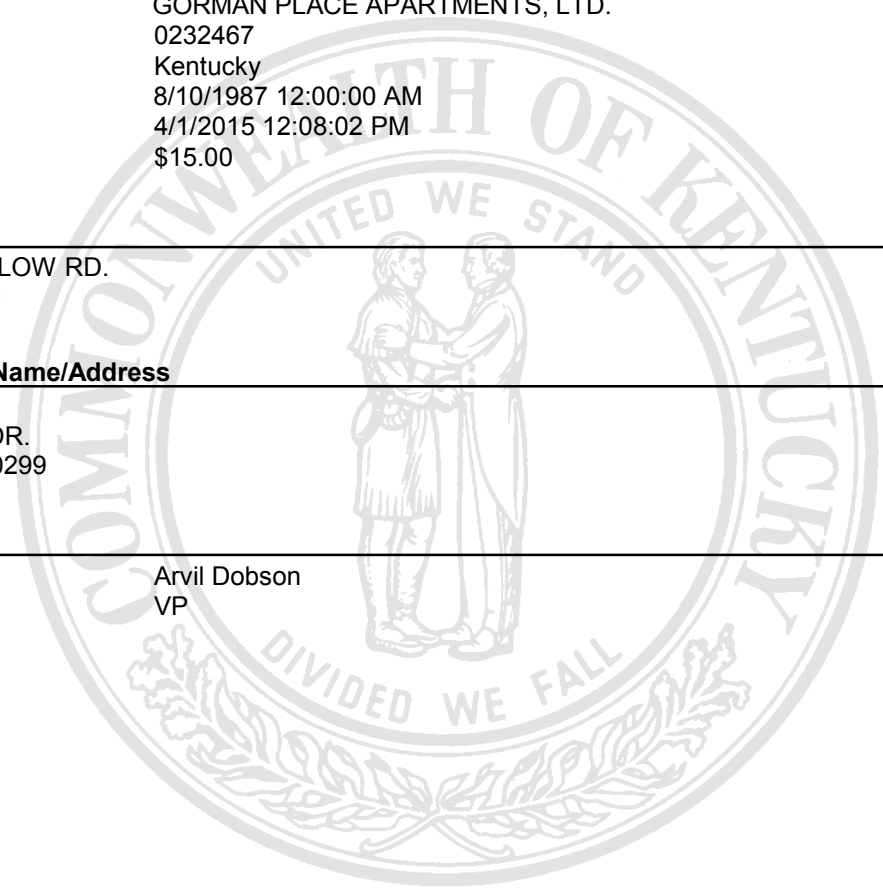 GORMAN PLACE APARTMENTS, LTD.
0232467
Kentucky
8/10/1987 12:00:00 AM
4/1/2015 12:08:02 PM
$15.00
LOW RD.
Name/Address
DR.
0299
Arvil Dobson
VP
COMMONWEALTH OF KENTUCKY
UNITED WE STAND
DIVIDED WE FALL